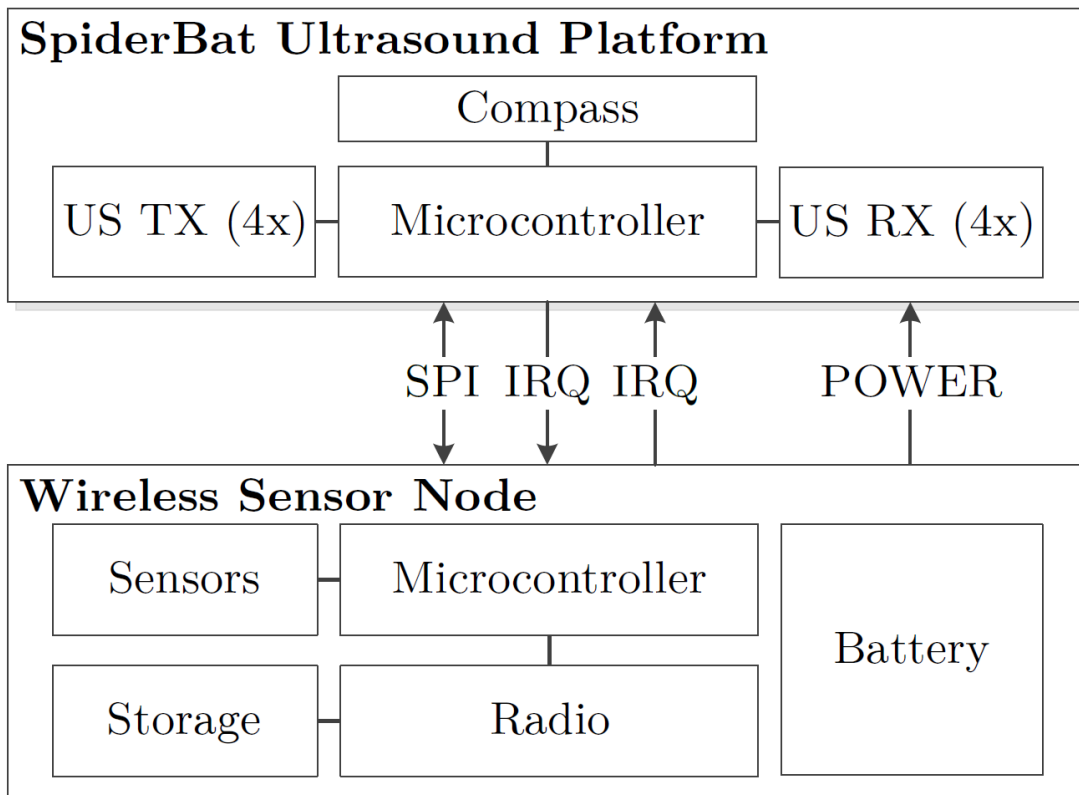 SpiderBat Ultrasound Platform
Compass
US TX (4x)
Microcontroller
US RX (4x)
SPI
IRQ
IRQ
POWER
Wireless Sensor Node
Sensors
Microcontroller
Battery
Storage
Radio